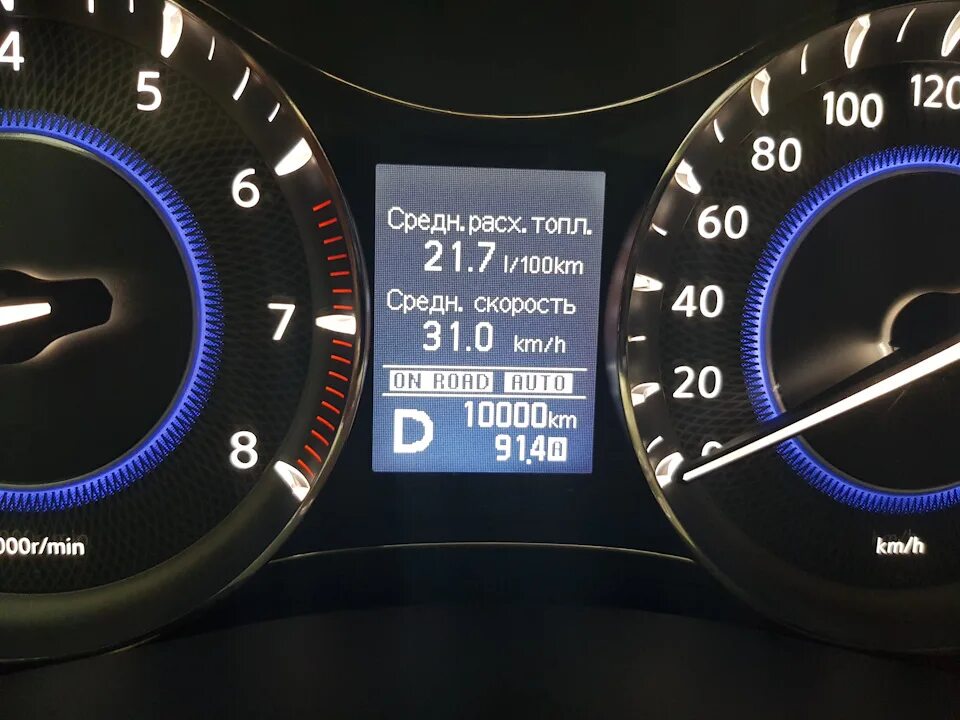 4
5
6
7
8
000r/min
Средн.расх.топл.
21.7 l/100km
Средн. скорость
31.0 km/h
ON ROAD AUTO
D 10000km
91.4 A
0
20
40
60
80
100
120
km/h